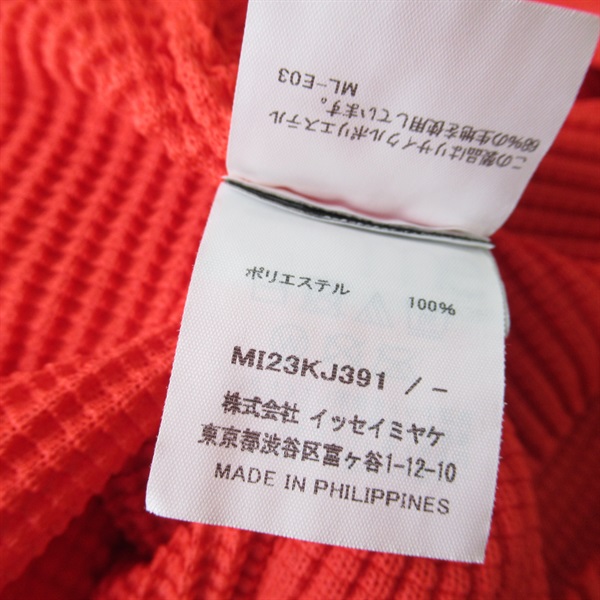 この製品はリサイクルポリエステル
68%の生地を使用しています。
ML-E03
ポリエステル 100%
MI23KJ391 / −
株式会社 イッセイミヤケ
東京都渋谷区富ヶ谷1-12-10
MADE IN PHILIPPINES